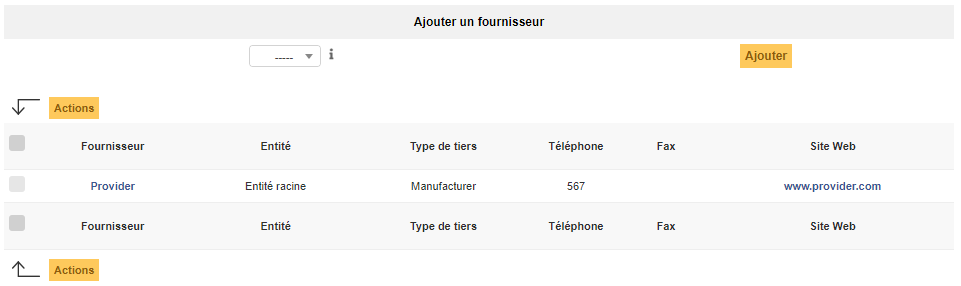 Ajouter un fournisseur
----- i Ajouter
Actions
Fournisseur Entité Type de tiers Téléphone Fax Site Web
Provider Entité racine Manufacturer 567 www.provider.com
Fournisseur Entité Type de tiers Téléphone Fax Site Web
Actions